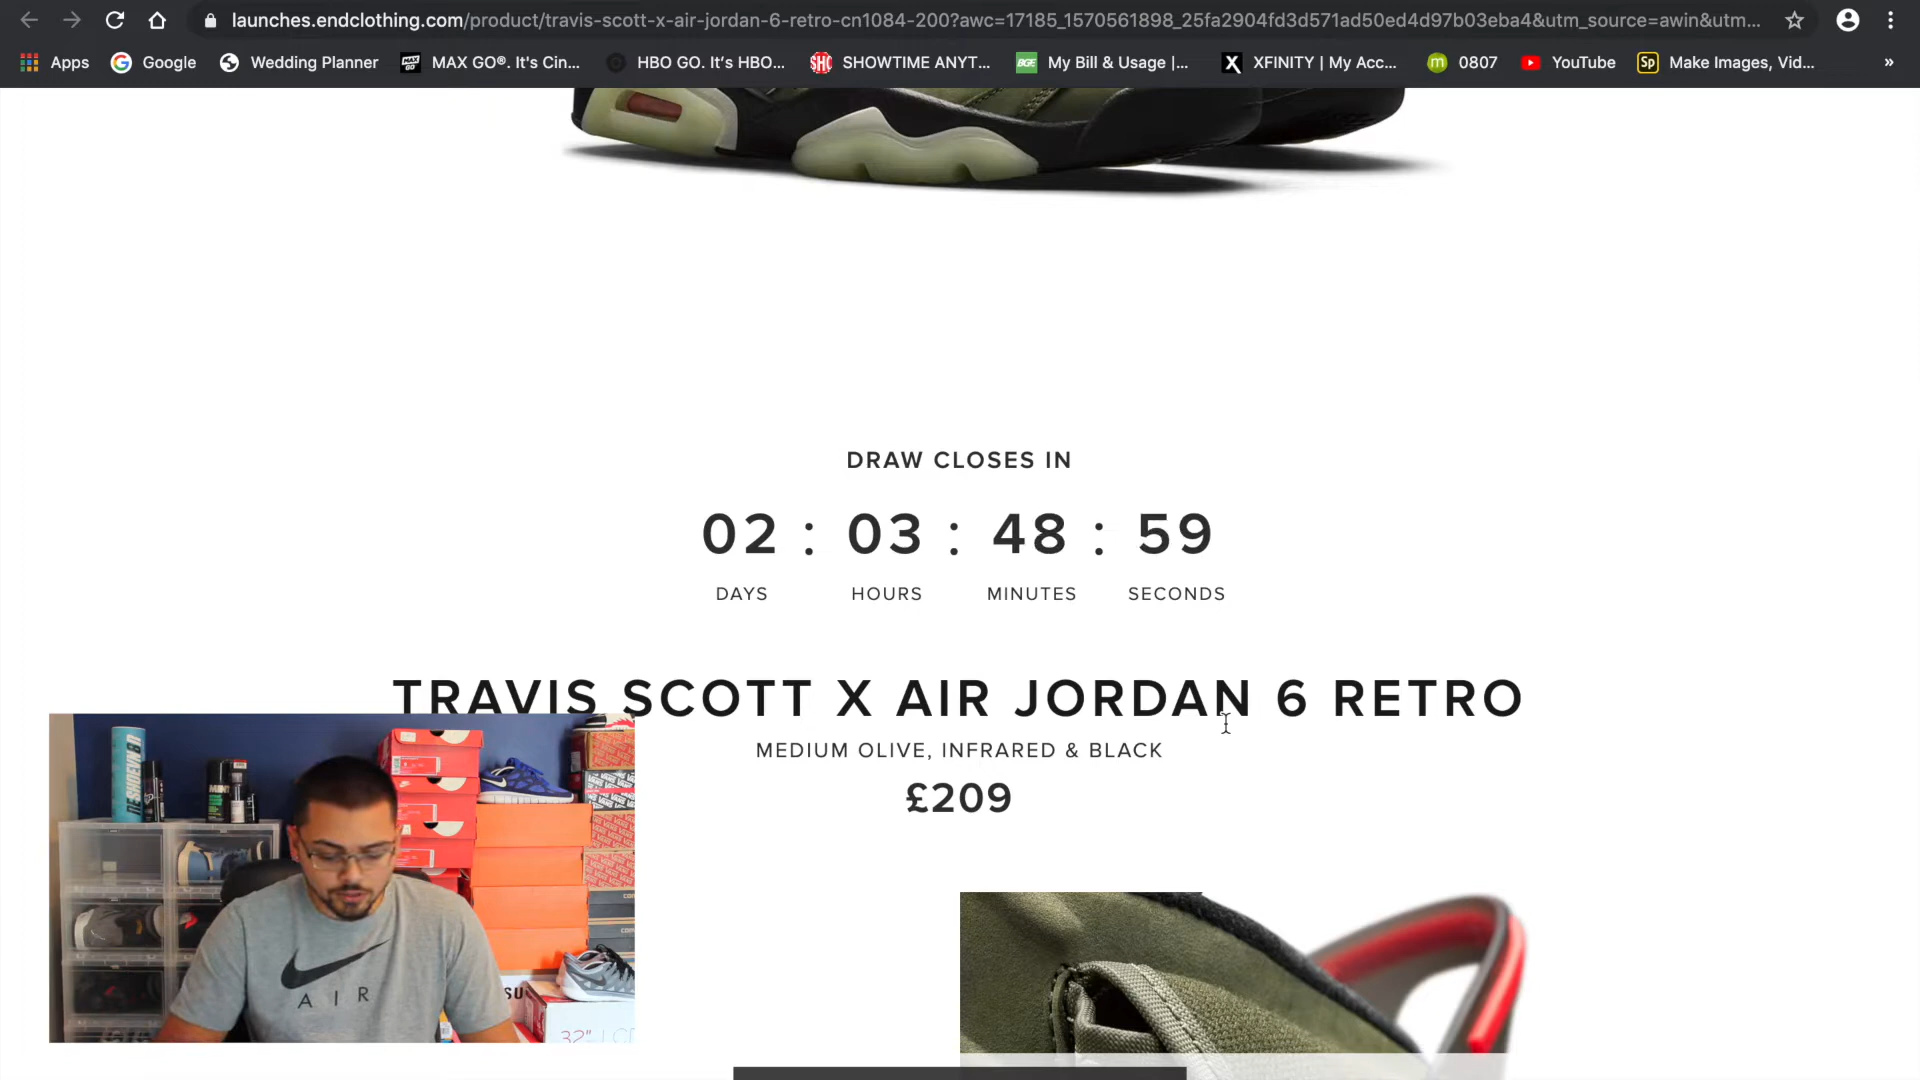 launches.endclothing.com/product/travis-scott-x-air-jordan-6-retro-cn1084-200?awc=17185_1570561898_25fa2904fd3d571ad50ed4d97b03eba4&utm_source=awin&utm...
Apps Google Wedding Planner MAX GO®. It's Cin... HBO GO. It's HBO... SHOWTIME ANYT... My Bill & Usage |... XFINITY | My Acc... 0807 YouTube Make Images, Vid... »
DRAW CLOSES IN
02 : 03 : 48 : 59
DAYS HOURS MINUTES SECONDS
TRAVIS SCOTT X AIR JORDAN 6 RETRO
MEDIUM OLIVE, INFRARED & BLACK
£209
AIR
32"